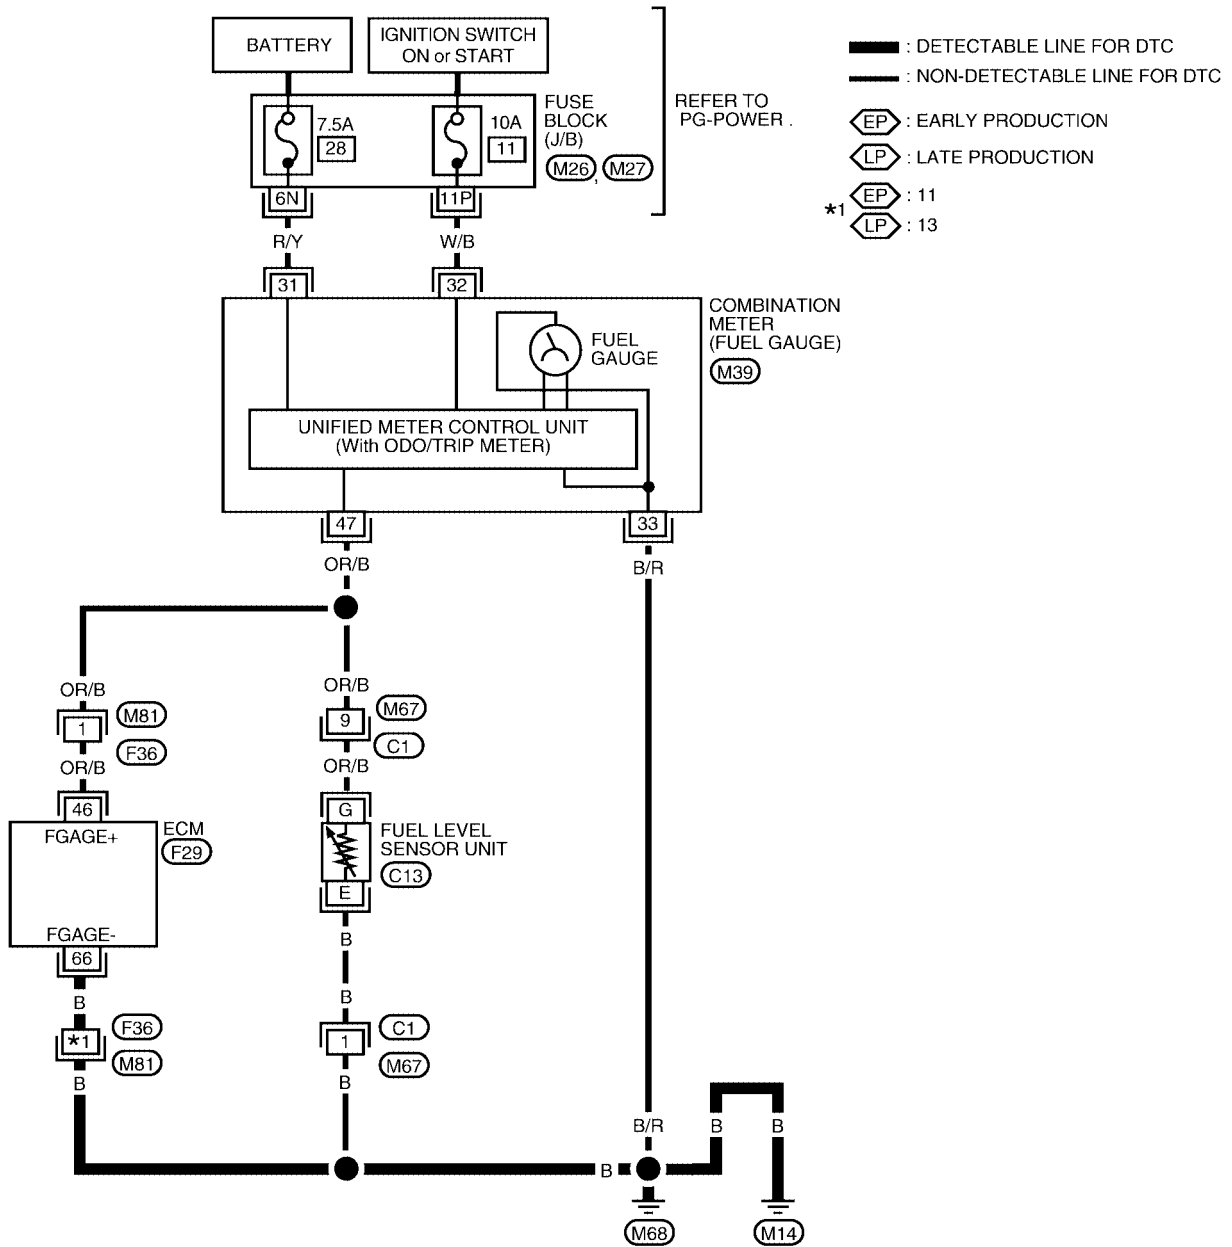 BATTERY
IGNITION SWITCH
ON or START
7.5A
28
10A
11
FUSE
BLOCK
(J/B)
M26 , M27
REFER TO
PG-POWER .
: DETECTABLE LINE FOR DTC
: NON-DETECTABLE LINE FOR DTC
EP : EARLY PRODUCTION
LP : LATE PRODUCTION
*1
EP : 11
LP : 13
6N
11P
R/Y
W/B
31
32
COMBINATION
METER
(FUEL GAUGE)
M39
FUEL
GAUGE
UNIFIED METER CONTROL UNIT
(With ODO/TRIP METER)
47
33
OR/B
B/R
OR/B
1
M81
F36
OR/B
46
FGAGE+
ECM
F29
FGAGE-
66
B
*1
F36
M81
B
OR/B
9
M67
C1
OR/B
G
FUEL LEVEL
SENSOR UNIT
C13
E
B
B
1
C1
M67
B
B/R
B
B
B
M68
M14